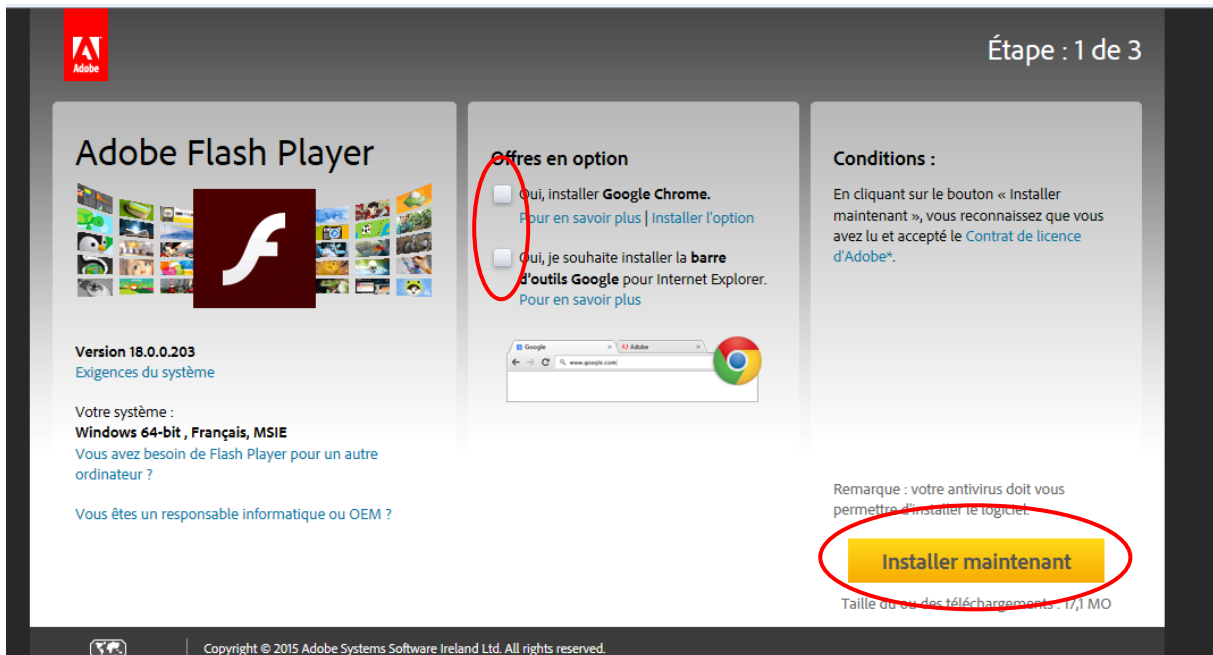 Adobe
Étape : 1 de 3
Adobe Flash Player
Version 18.0.0.203
Exigences du système
Votre système :
Windows 64-bit , Français, MSIE
Vous avez besoin de Flash Player pour un autre
ordinateur ?
Vous êtes un responsable informatique ou OEM ?
Offres en option
Oui, installer Google Chrome.
Pour en savoir plus | Installer l'option
Oui, je souhaite installer la barre
d'outils Google pour Internet Explorer.
Pour en savoir plus
Google
Adobe
www.google.com
Conditions :
En cliquant sur le bouton « Installer
maintenant », vous reconnaissez que vous
avez lu et accepté le Contrat de licence
d'Adobe*.
Remarque : votre antivirus doit vous
permettre d'installer le logiciel.
Installer maintenant
Taille du ou des téléchargements : 17,1 MO
Copyright © 2015 Adobe Systems Software Ireland Ltd. All rights reserved.